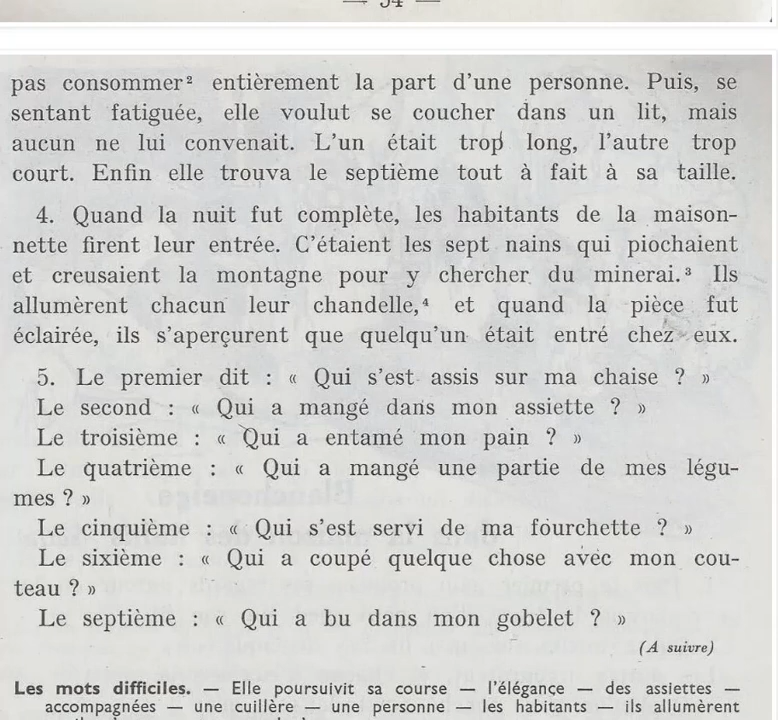 — 54 —
pas consommer² entièrement la part d'une personne. Puis, se
sentant fatiguée, elle voulut se coucher dans un lit, mais
aucun ne lui convenait. L'un était trop long, l'autre trop
court. Enfin elle trouva le septième tout à fait à sa taille.
4. Quand la nuit fut complète, les habitants de la maison-
nette firent leur entrée. C'étaient les sept nains qui piochaient
et creusaient la montagne pour y chercher du minerai.³ Ils
allumèrent chacun leur chandelle,⁴ et quand la pièce fut
éclairée, ils s'aperçurent que quelqu'un était entré chez eux.
5. Le premier dit : « Qui s'est assis sur ma chaise ? »
Le second : « Qui a mangé dans mon assiette ? »
Le troisième : « Qui a entamé mon pain ? »
Le quatrième : « Qui a mangé une partie de mes légu-
mes ? »
Le cinquième : « Qui s'est servi de ma fourchette ? »
Le sixième : « Qui a coupé quelque chose avec mon cou-
teau ? »
Le septième : « Qui a bu dans mon gobelet ? »
(A suivre)
Les mots difficiles. — Elle poursuivit sa course — l'élégance — des assiettes —
accompagnées — une cuillère — une personne — les habitants — ils allumèrent